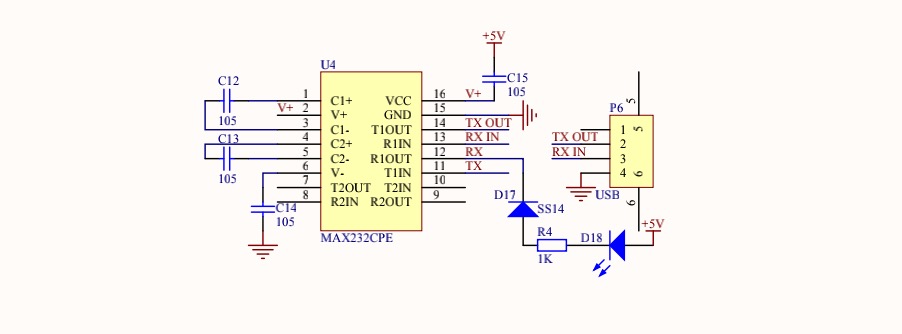 +5V
U4
C12
105
C15
105
1 C1+ VCC 16 V+
V+ 2 V+ GND 15
3 C1- T1OUT 14 TX OUT
4 C2+ R1IN 13 RX IN
5 C2- R1OUT 12 RX
6 V- T1IN 11 TX
7 T2OUT T2IN 10
8 R2IN R2OUT 9
MAX232CPE
C13
105
C14
105
P6
5
1 5
TX OUT 2
RX IN 3
4 6
USB
6
D17
SS14
R4
1K
D18
+5V